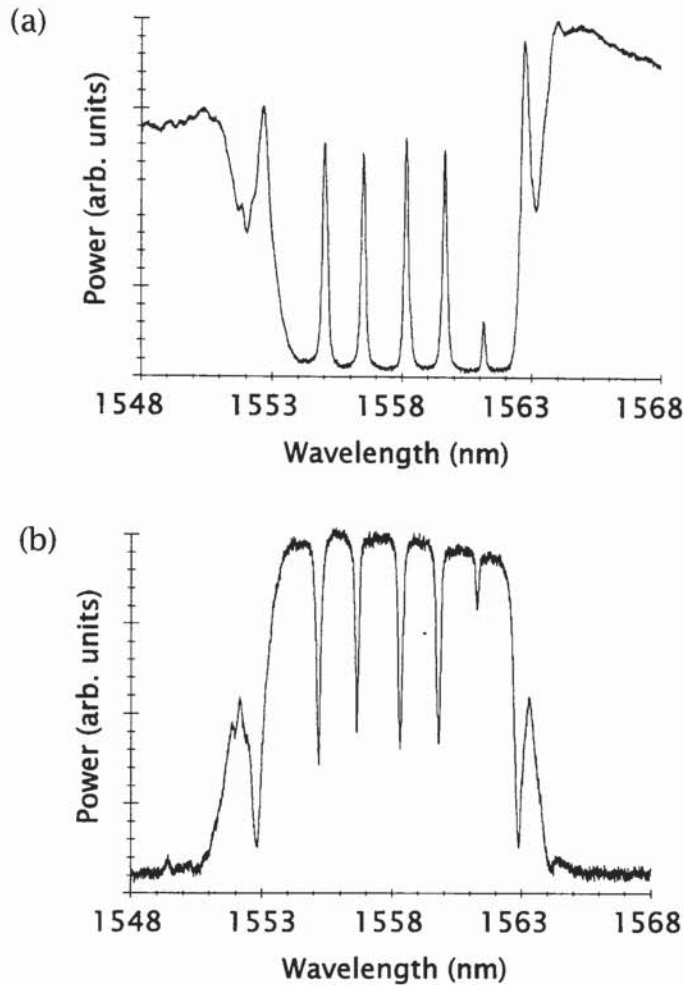 (a)
Power (arb. units)
1548 1553 1558 1563 1568
Wavelength (nm)
(b)
Power (arb. units)
1548 1553 1558 1563 1568
Wavelength (nm)